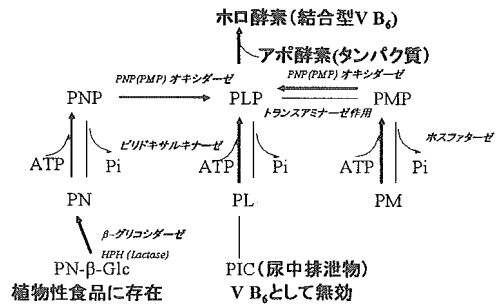 ホロ酵素(結合型V B₆)
アポ酵素(タンパク質)
PNP(PMP) オキシダーゼ
PNP(PMP) オキシダーゼ
PNP
PLP
PMP
トランスアミナーゼ作用
ピリドキサルキナーゼ
ホスファターゼ
ATP
Pi
ATP
Pi
ATP
Pi
PN
PL
PM
β-グリコシダーゼ
HPH (Lactase)
PN-β-Glc
PIC(尿中排泄物)
植物性食品に存在
V B₆として無効